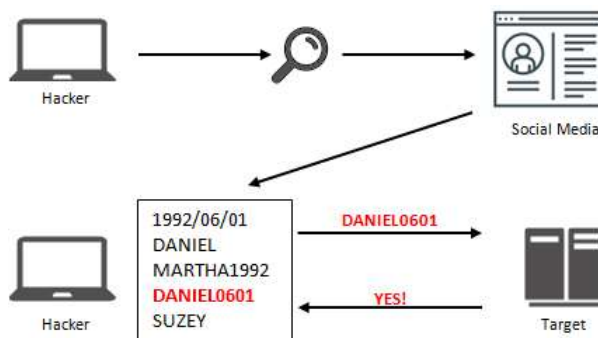 Hacker
Social Media
1992/06/01
DANIEL
MARTHA1992
DANIEL0601
SUZEY
DANIEL0601
YES!
Hacker
Target